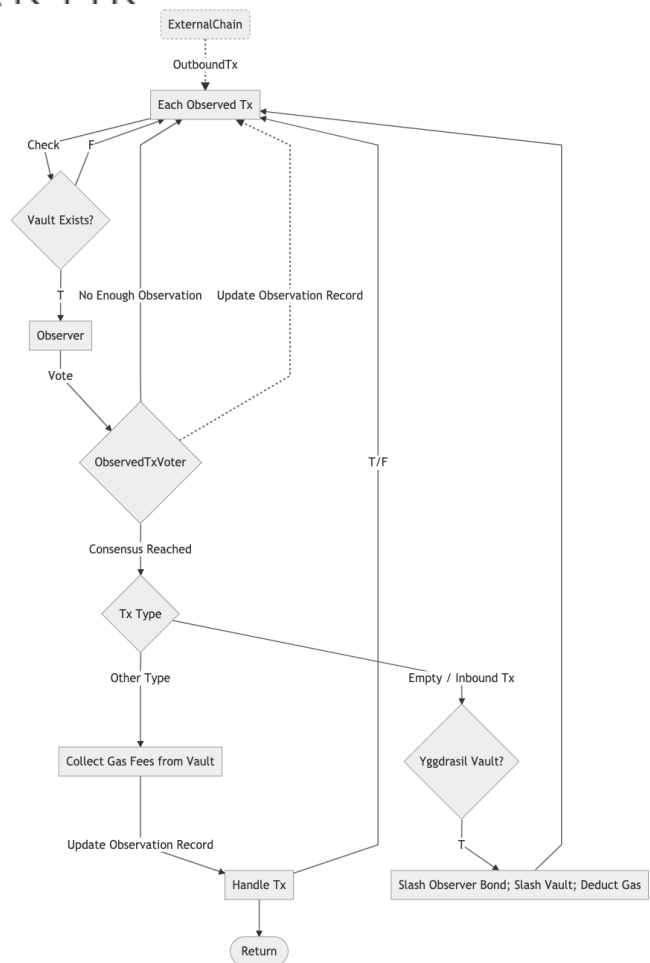 ExternalChain
OutboundTx
Each Observed Tx
Check
F
Vault Exists?
T
No Enough Observation
Update Observation Record
Observer
Vote
ObservedTxVoter
T/F
Consensus Reached
Tx Type
Other Type
Empty / Inbound Tx
Collect Gas Fees from Vault
Yggdrasil Vault?
Update Observation Record
T
Handle Tx
Slash Observer Bond; Slash Vault; Deduct Gas
Return